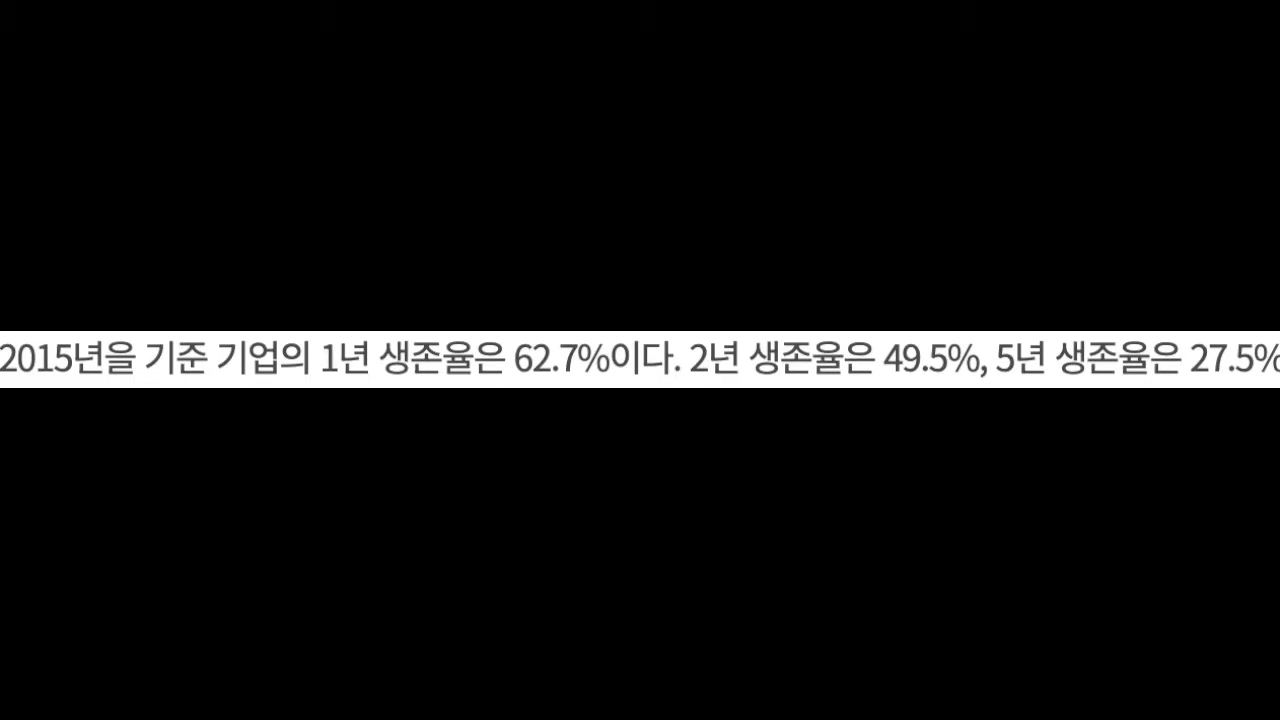 2015년을 기준 기업의 1년 생존율은 62.7%이다. 2년 생존율은 49.5%, 5년 생존율은 27.5%